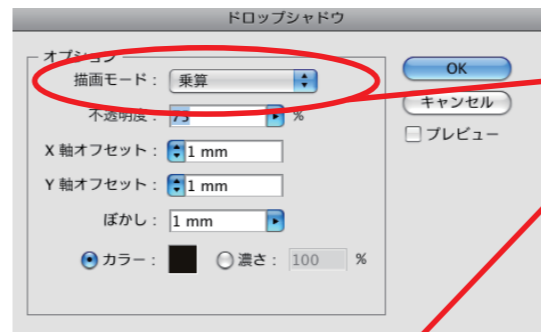 ドロップシャドウ
オプション
描画モード： 乗算
OK
不透明度： 75 %
キャンセル
プレビュー
X 軸オフセット： 1 mm
Y 軸オフセット： 1 mm
ぼかし： 1 mm
カラー： 濃さ： 100 %